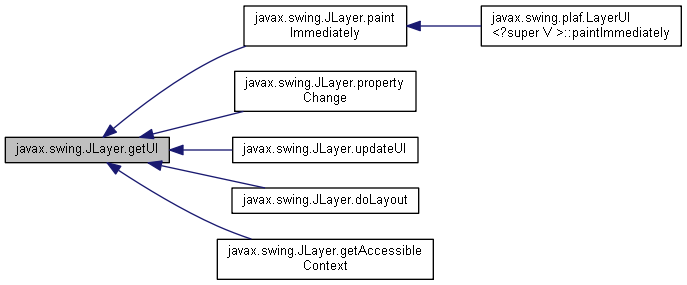 javax.swing.JLayer.paint
Immediately
javax.swing.plaf.LayerUI
<?super V >::paintImmediately
javax.swing.JLayer.property
Change
javax.swing.JLayer.getUI
javax.swing.JLayer.updateUI
javax.swing.JLayer.doLayout
javax.swing.JLayer.getAccessible
Context